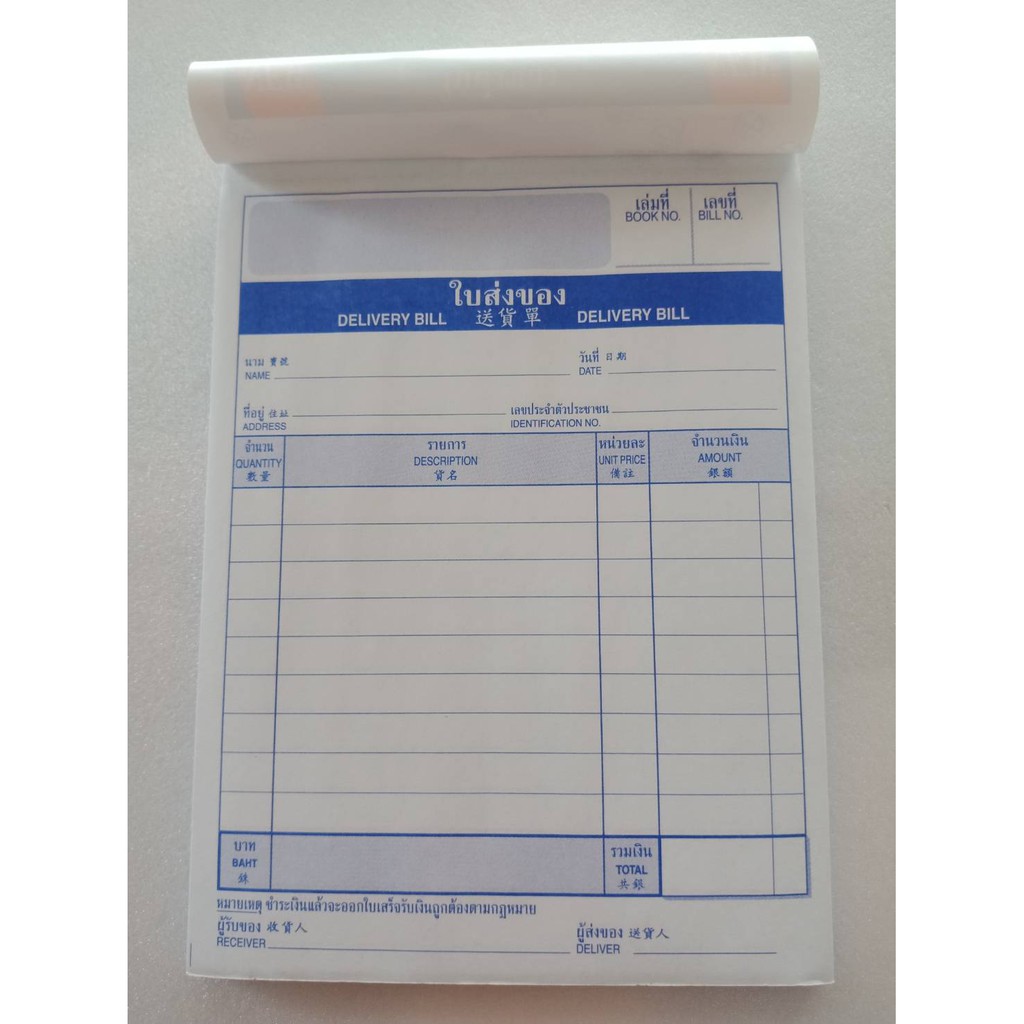 เล่มที่ เลขที่
BOOK NO. BILL NO.
ใบส่งของ
DELIVERY BILL 送貨單 DELIVERY BILL
นาม 寶號 วันที่ 日期
NAME DATE
ที่อยู่ 住址 เลขประจำตัวประชาชน
ADDRESS IDENTIFICATION NO.
จำนวน รายการ หน่วยละ จำนวนเงิน
QUANTITY DESCRIPTION UNIT PRICE AMOUNT
數量 貨名 備註 銀額
บาท รวมเงิน
BAHT TOTAL
銖 共銀
หมายเหตุ ชำระเงินแล้วจะออกใบเสร็จรับเงินถูกต้องตามกฎหมาย
ผู้รับของ 收貨人 ผู้ส่งของ 送貨人
RECEIVER DELIVER